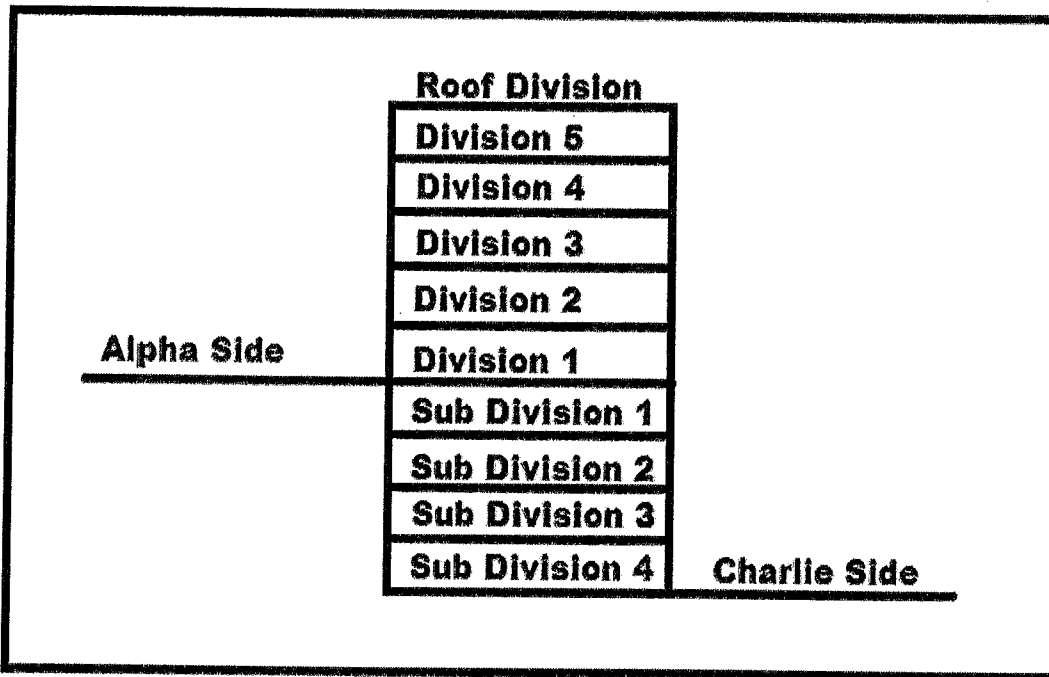 Roof Division
Division 5
Division 4
Division 3
Division 2
Alpha Side
Division 1
Sub Division 1
Sub Division 2
Sub Division 3
Sub Division 4
Charlie Side